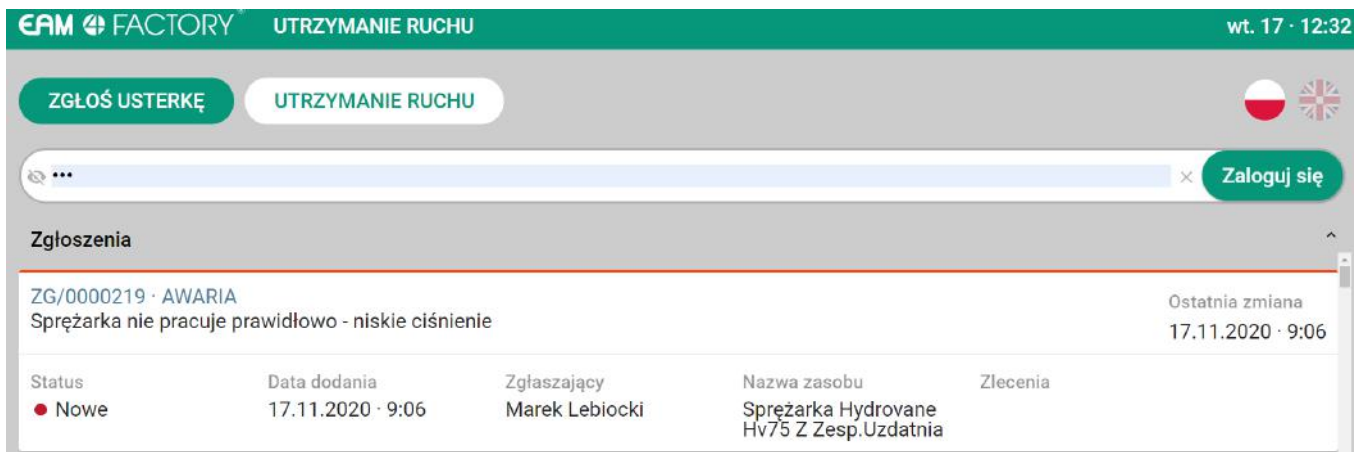 EAM 4 FACTORY® UTRZYMANIE RUCHU wt. 17 · 12:32
ZGŁOŚ USTERKĘ UTRZYMANIE RUCHU
••• × Zaloguj się
Zgłoszenia
ZG/0000219 · AWARIA
Sprężarka nie pracuje prawidłowo - niskie ciśnienie
Ostatnia zmiana
17.11.2020 · 9:06
Status Data dodania Zgłaszający Nazwa zasobu Zlecenia
Nowe 17.11.2020 · 9:06 Marek Lebiocki Sprężarka Hydrovane
Hv75 Z Zesp.Uzdatnia